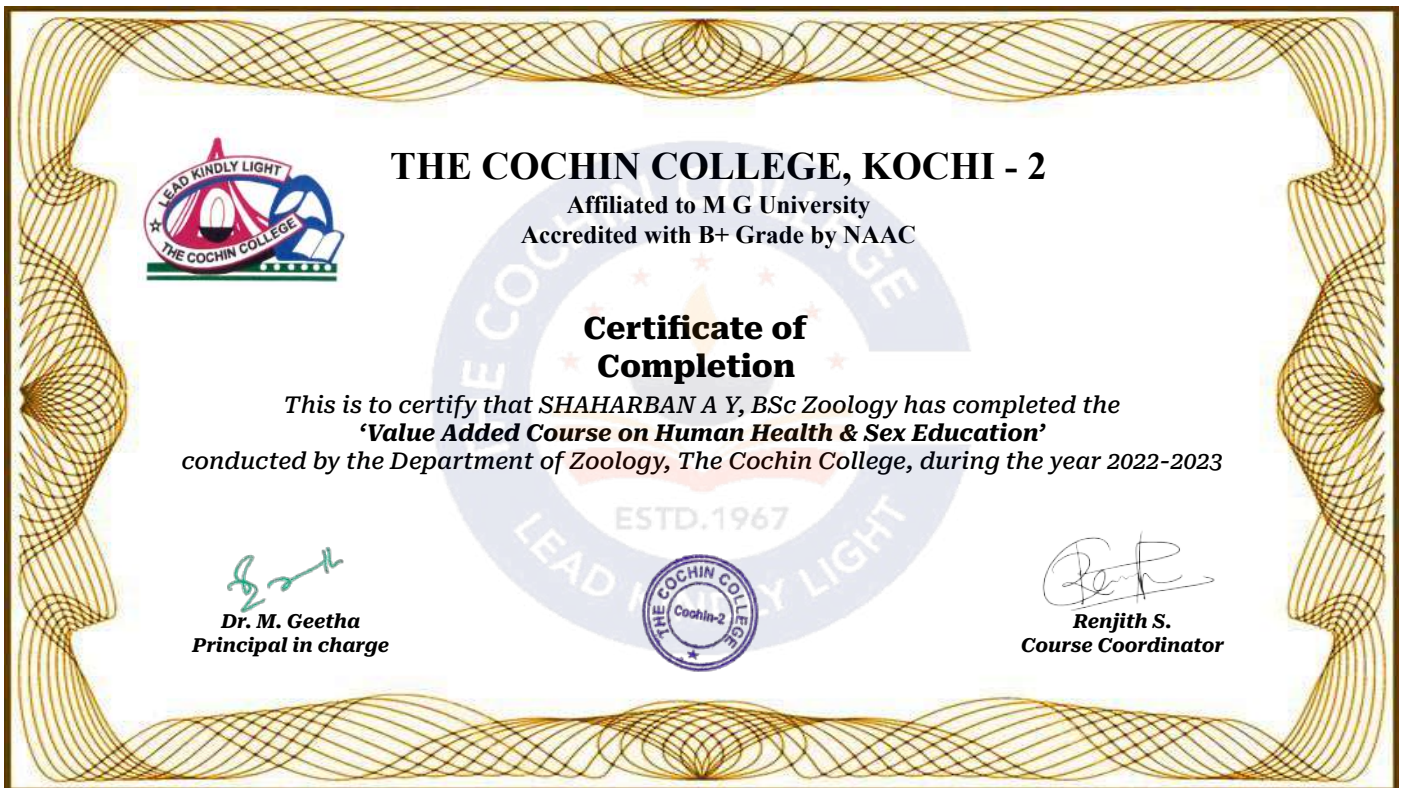 LEAD KINDLY LIGHT
THE COCHIN COLLEGE
THE COCHIN COLLEGE, KOCHI - 2
Affiliated to M G University
Accredited with B+ Grade by NAAC
THE COCHIN COLLEGE
Certificate of
Completion
This is to certify that SHAHARBAN A Y, BSc Zoology has completed the
‘Value Added Course on Human Health & Sex Education’
conducted by the Department of Zoology, The Cochin College, during the year 2022-2023
ESTD.1967
LEAD KINDLY LIGHT
THE COCHIN COLLEGE
Cochin-2
Dr. M. Geetha
Principal in charge
Renjith S.
Course Coordinator